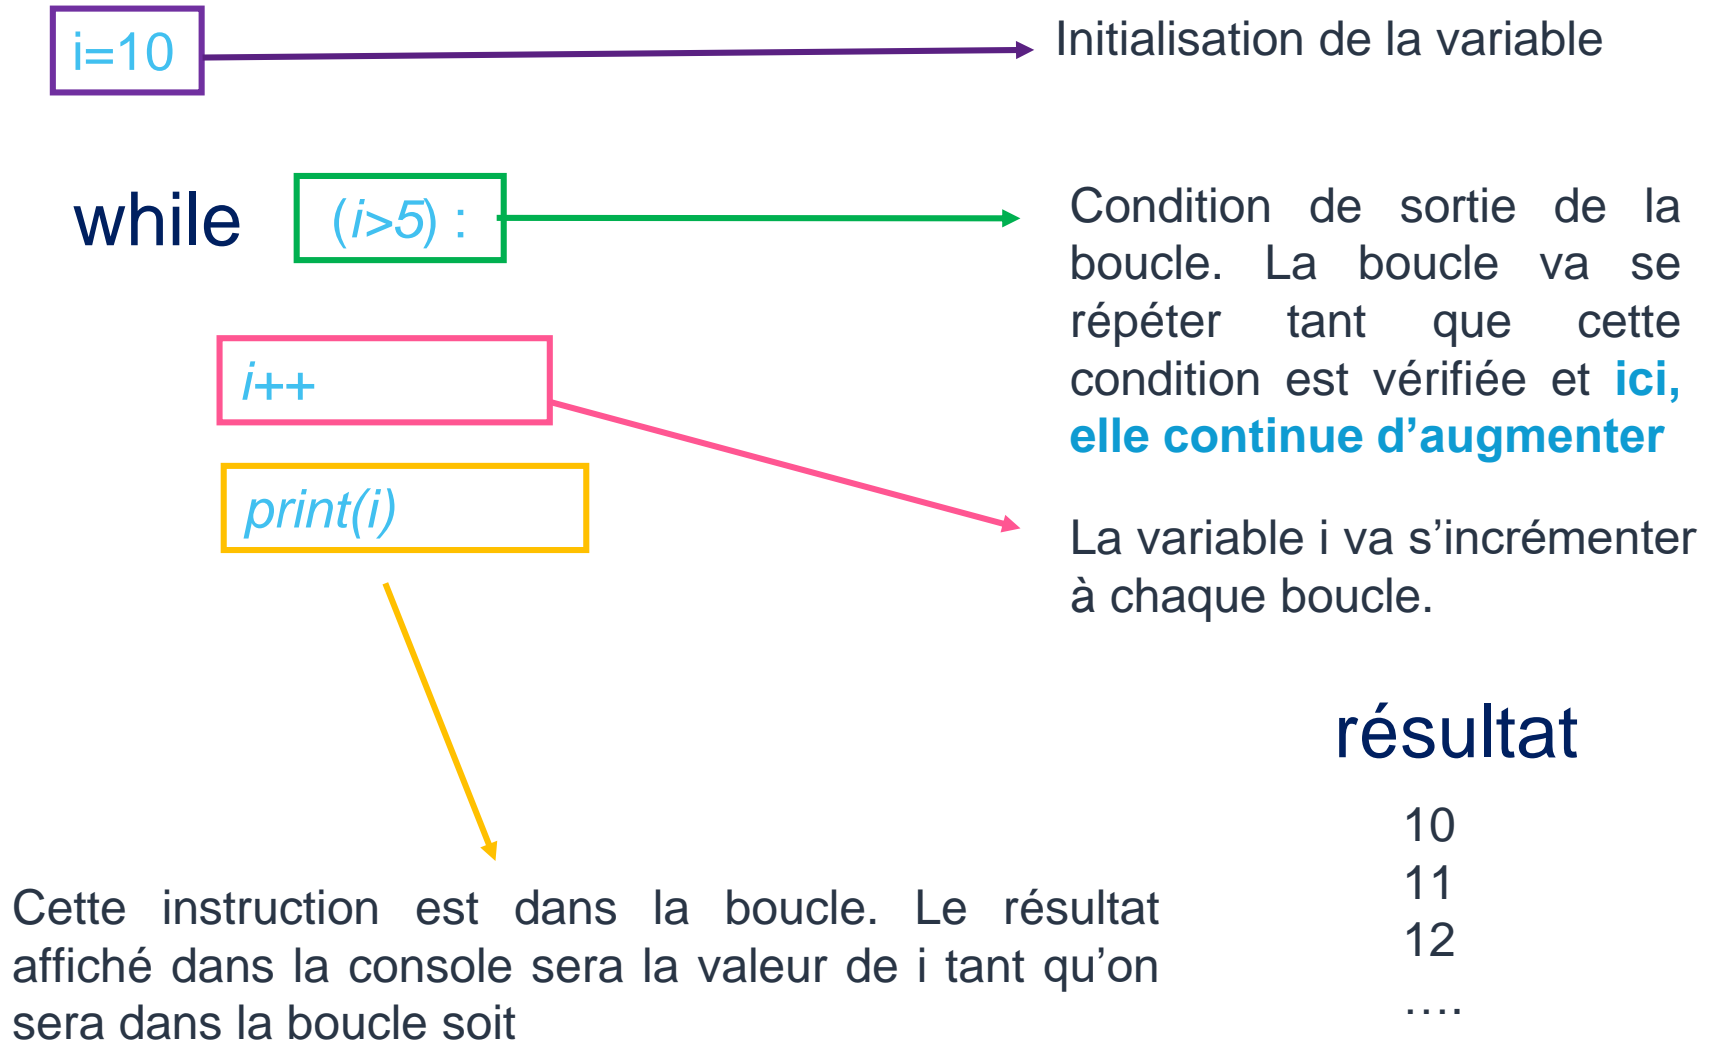 i=10
Initialisation de la variable
while (i>5) :
Condition de sortie de la
boucle. La boucle va se
répéter tant que cette
condition est vérifiée et ici,
elle continue d’augmenter
i++
La variable i va s’incrémenter
à chaque boucle.
print(i)
Cette instruction est dans la boucle. Le résultat
affiché dans la console sera la valeur de i tant qu’on
sera dans la boucle soit
résultat
10
11
12
….